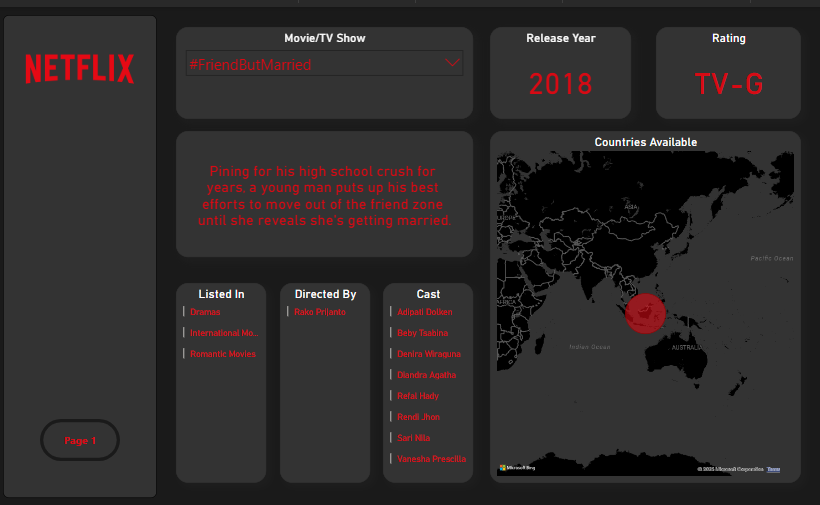 NETFLIX
Page 1
Movie/TV Show
#FriendButMarried
Release Year
2018
Rating
TV-G
Pining for his high school crush for
years, a young man puts up his best
efforts to move out of the friend zone
until she reveals she's getting married.
Listed In
Dramas
International Mo...
Romantic Movies
Directed By
Rako Prijanto
Cast
Adipati Dolken
Beby Tsabina
Denira Wiraguna
Diandra Agatha
Refal Hady
Rendi Jhon
Sari Nila
Vanesha Prescilla
Countries Available
ASIA
AFRICA
Pacific Ocean
Indian Ocean
AUSTRALIA
Microsoft Bing
Microsoft Corporation
Terms